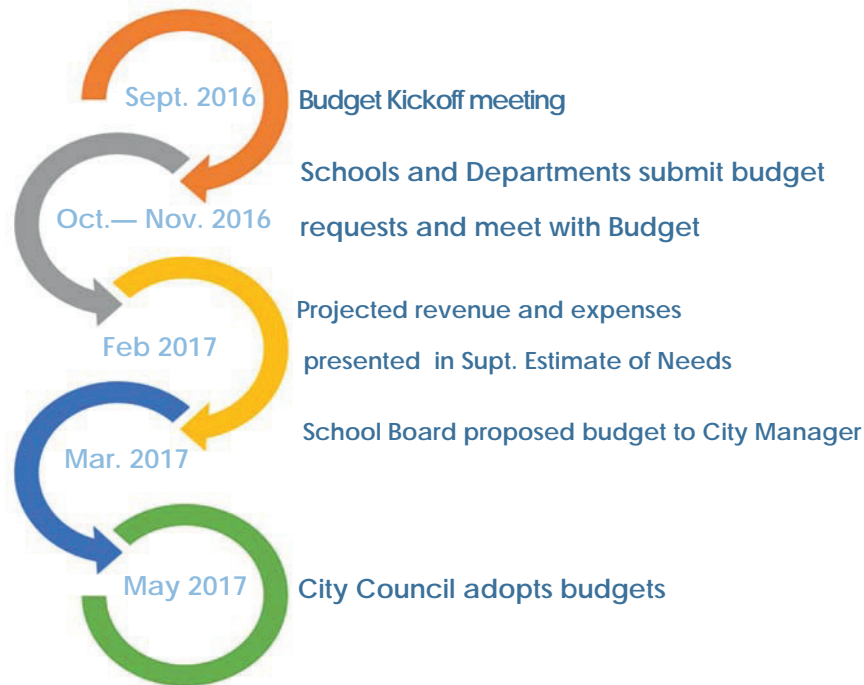 Sept. 2016 Budget Kickoff meeting
Schools and Departments submit budget
Oct.— Nov. 2016 requests and meet with Budget
Projected revenue and expenses
Feb 2017 presented in Supt. Estimate of Needs
School Board proposed budget to City Manager
Mar. 2017
May 2017 City Council adopts budgets